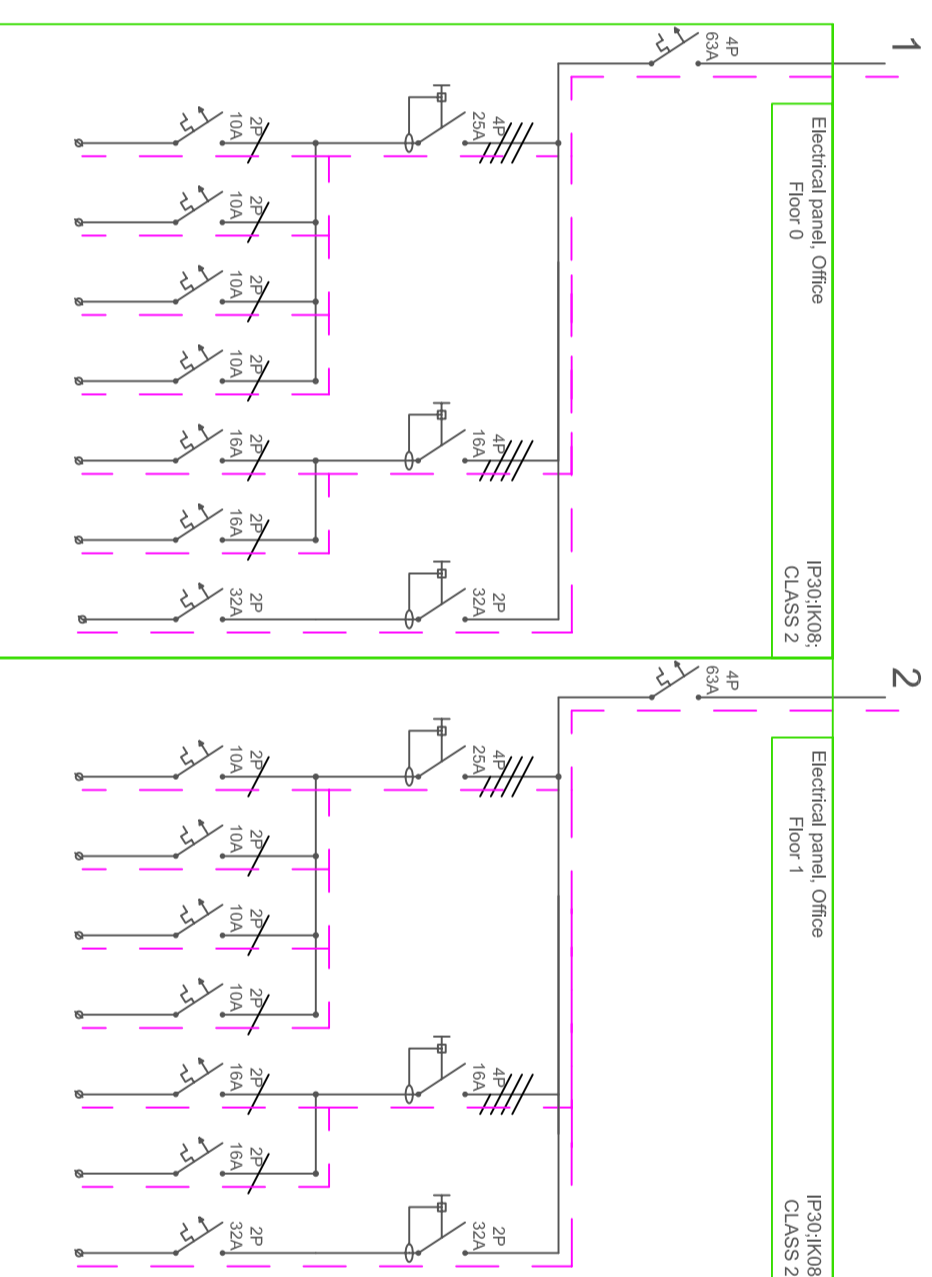 1
4P
63A
Electrical panel, Office
Floor 0
IP30;IK08;
CLASS 2
4P
25A
4P
16A
2P
32A
2P
10A
2P
10A
2P
10A
2P
10A
2P
16A
2P
16A
2P
32A
2
4P
63A
Electrical panel, Office
Floor 1
IP30;IK08
CLASS 2
4P
25A
4P
16A
2P
32A
2P
10A
2P
10A
2P
10A
2P
10A
2P
16A
2P
16A
2P
32A